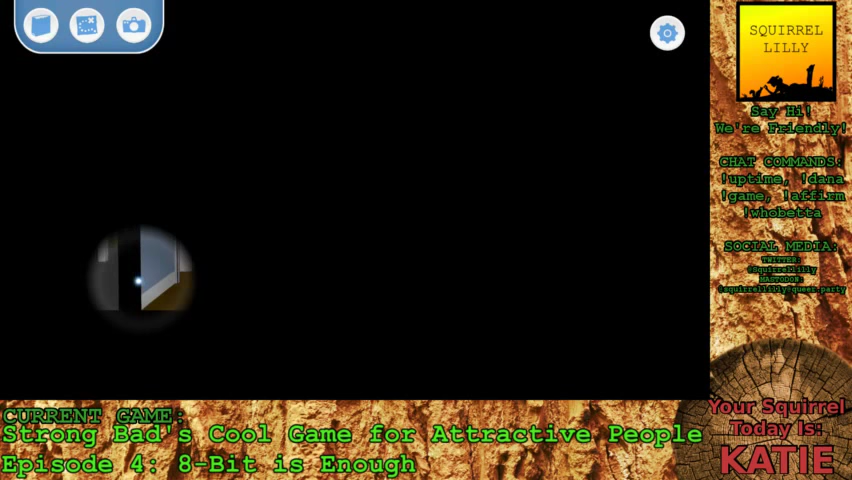 SQUIRREL
LILLY
Say Hi!
We're Friendly!
CHAT COMMANDS:
!uptime, !dana
!game, !affirm
!whobetta
SOCIAL MEDIA:
TWITTER:
@Squirrellilly
MASTODON:
@squirrellilly@queer.party
CURRENT GAME:
Strong Bad's Cool Game for Attractive People
Episode 4: 8-Bit is Enough
Your Squirrel
Today Is:
KATIE